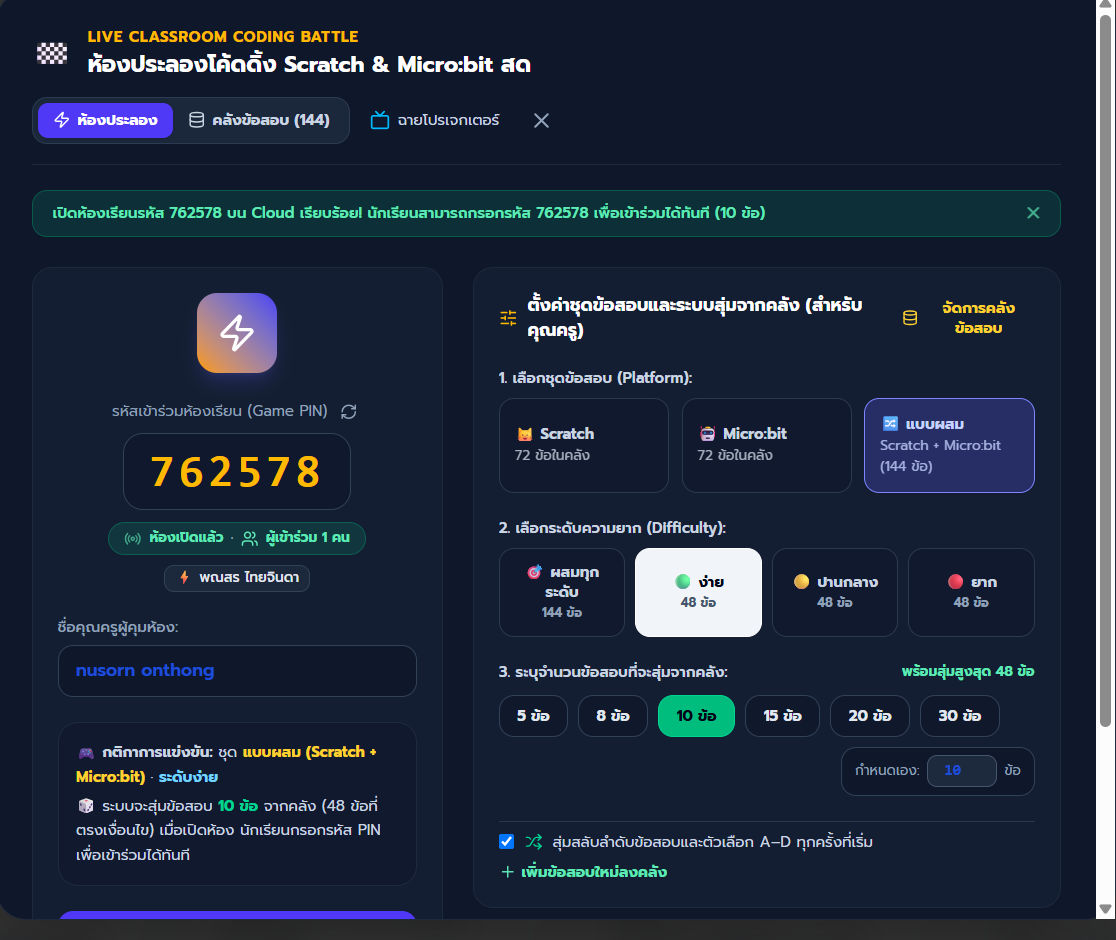 LIVE CLASSROOM CODING BATTLE
ห้องประลองโค้ดดิ้ง Scratch & Micro:bit สด
ห้องประลอง
คลังข้อสอบ (144)
ฉายโปรเจกเตอร์
เปิดห้องเรียนรหัส 762578 บน Cloud เรียบร้อย! นักเรียนสามารถกรอกรหัส 762578 เพื่อเข้าร่วมได้ทันที (10 ข้อ)
รหัสเข้าร่วมห้องเรียน (Game PIN)
762578
ห้องเปิดแล้ว · ผู้เข้าร่วม 1 คน
พณสร ไทยจินดา
ชื่อคุณครูผู้คุมห้อง:
nusorn onthong
กติกาการแข่งขัน: ชุด แบบผสม (Scratch +
Micro:bit) · ระดับง่าย
ระบบจะสุ่มข้อสอบ 10 ข้อ จากคลัง (48 ข้อที่
ตรงเงื่อนไข) เมื่อเปิดห้อง นักเรียนกรอกรหัส PIN
เพื่อเข้าร่วมได้ทันที
ตั้งค่าชุดข้อสอบและระบบสุ่มจากคลัง (สำหรับ
คุณครู)
จัดการคลัง
ข้อสอบ
1. เลือกชุดข้อสอบ (Platform):
Scratch
72 ข้อในคลัง
Micro:bit
72 ข้อในคลัง
แบบผสม
Scratch + Micro:bit
(144 ข้อ)
2. เลือกระดับความยาก (Difficulty):
ผสมทุก
ระดับ
144 ข้อ
ง่าย
48 ข้อ
ปานกลาง
48 ข้อ
ยาก
48 ข้อ
3. ระบุจำนวนข้อสอบที่จะสุ่มจากคลัง:
พร้อมสุ่มสูงสุด 48 ข้อ
5 ข้อ
8 ข้อ
10 ข้อ
15 ข้อ
20 ข้อ
30 ข้อ
กำหนดเอง: 10 ข้อ
สุ่มสลับลำดับข้อสอบและตัวเลือก A–D ทุกครั้งที่เริ่ม
+ เพิ่มข้อสอบใหม่ลงคลัง